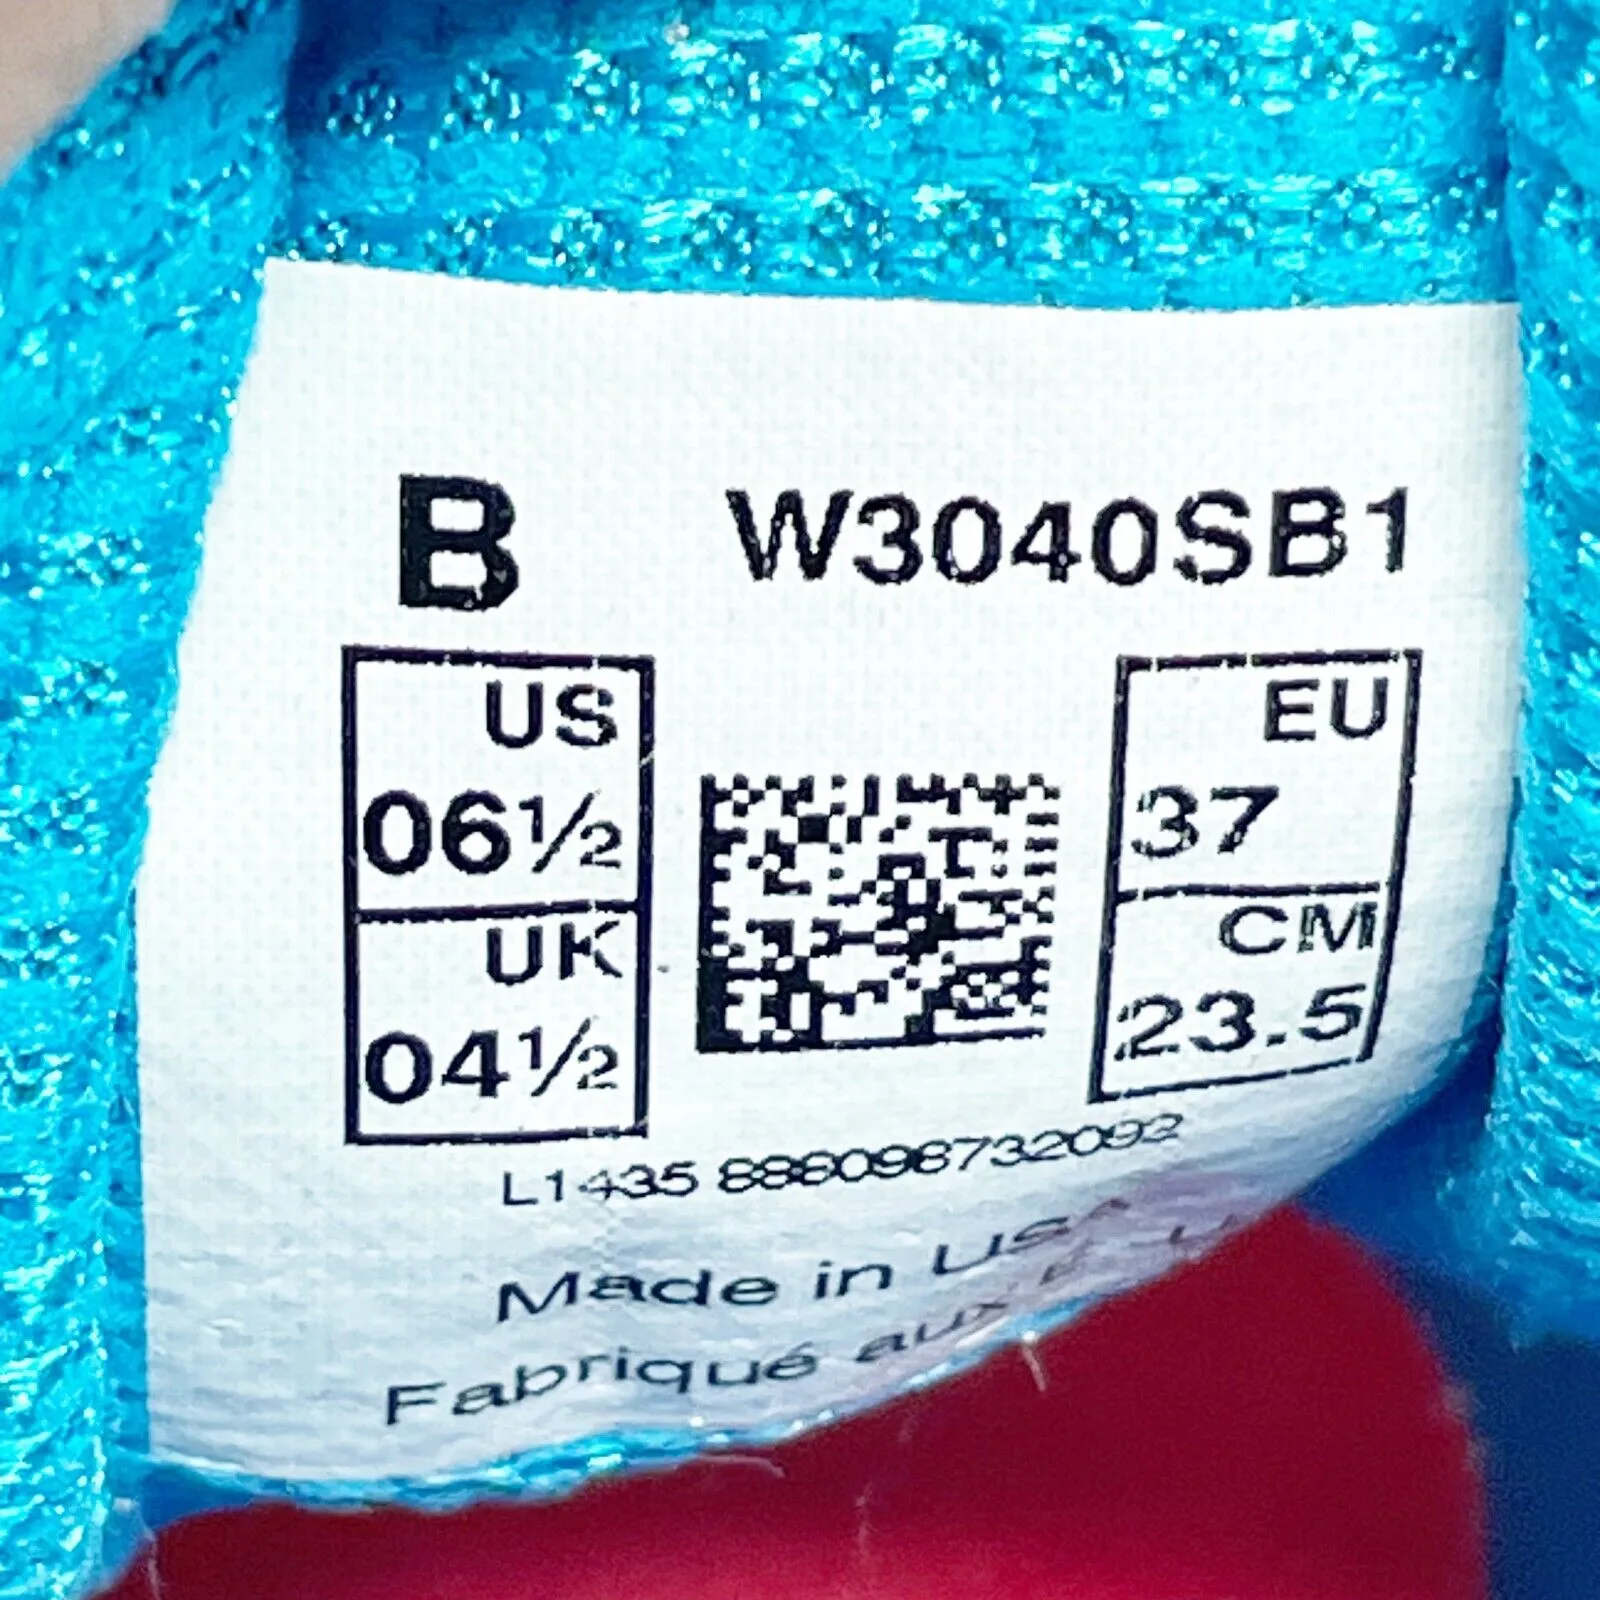 B W3040SB1
US EU
06½ 37
UK CM
04½ 23.5
L1435 888098732092
Made in USA
Fabriqué aux